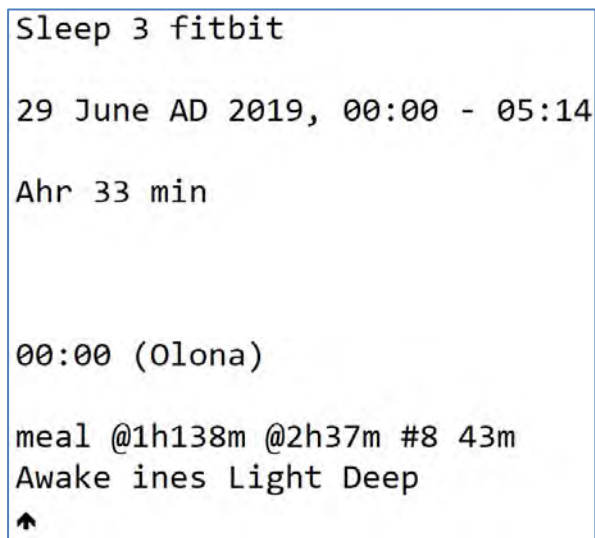 Sleep 3 fitbit
29 June AD 2019, 00:00 - 05:14
Ahr 33 min
00:00 (Olona)
meal @1h138m @2h37m #8 43m
Awake ines Light Deep
🡹